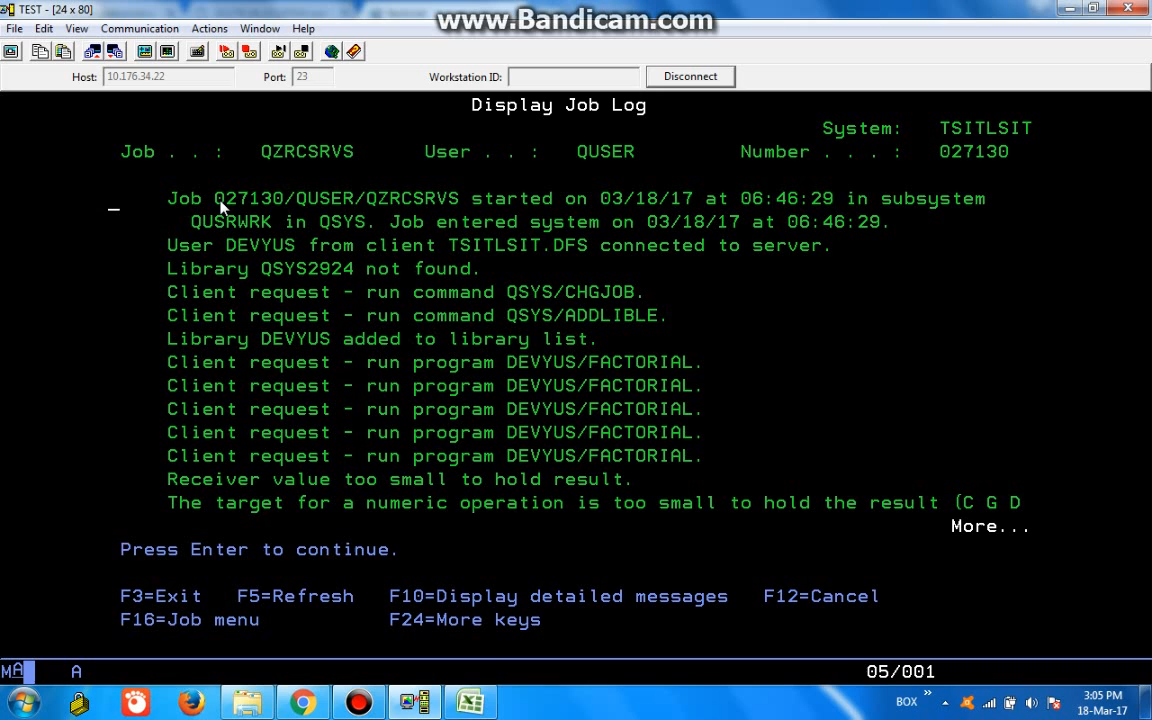 TEST - [24 x 80]
www.Bandicam.com
File Edit View Communication Actions Window Help
Host: 10.176.34.22 Port: 23 Workstation ID: Disconnect
Display Job Log
System: TSITLSIT
Job . . : QZRCSRVS User . . : QUSER Number . . . : 027130
Job 027130/QUSER/QZRCSRVS started on 03/18/17 at 06:46:29 in subsystem
QUSRWRK in QSYS. Job entered system on 03/18/17 at 06:46:29.
User DEVYUS from client TSITLSIT.DFS connected to server.
Library QSYS2924 not found.
Client request - run command QSYS/CHGJOB.
Client request - run command QSYS/ADDLIBLE.
Library DEVYUS added to library list.
Client request - run program DEVYUS/FACTORIAL.
Client request - run program DEVYUS/FACTORIAL.
Client request - run program DEVYUS/FACTORIAL.
Client request - run program DEVYUS/FACTORIAL.
Client request - run program DEVYUS/FACTORIAL.
Receiver value too small to hold result.
The target for a numeric operation is too small to hold the result (C G D
More...
Press Enter to continue.
F3=Exit F5=Refresh F10=Display detailed messages F12=Cancel
F16=Job menu F24=More keys
MA A 05/001
BOX 3:05 PM
18-Mar-17